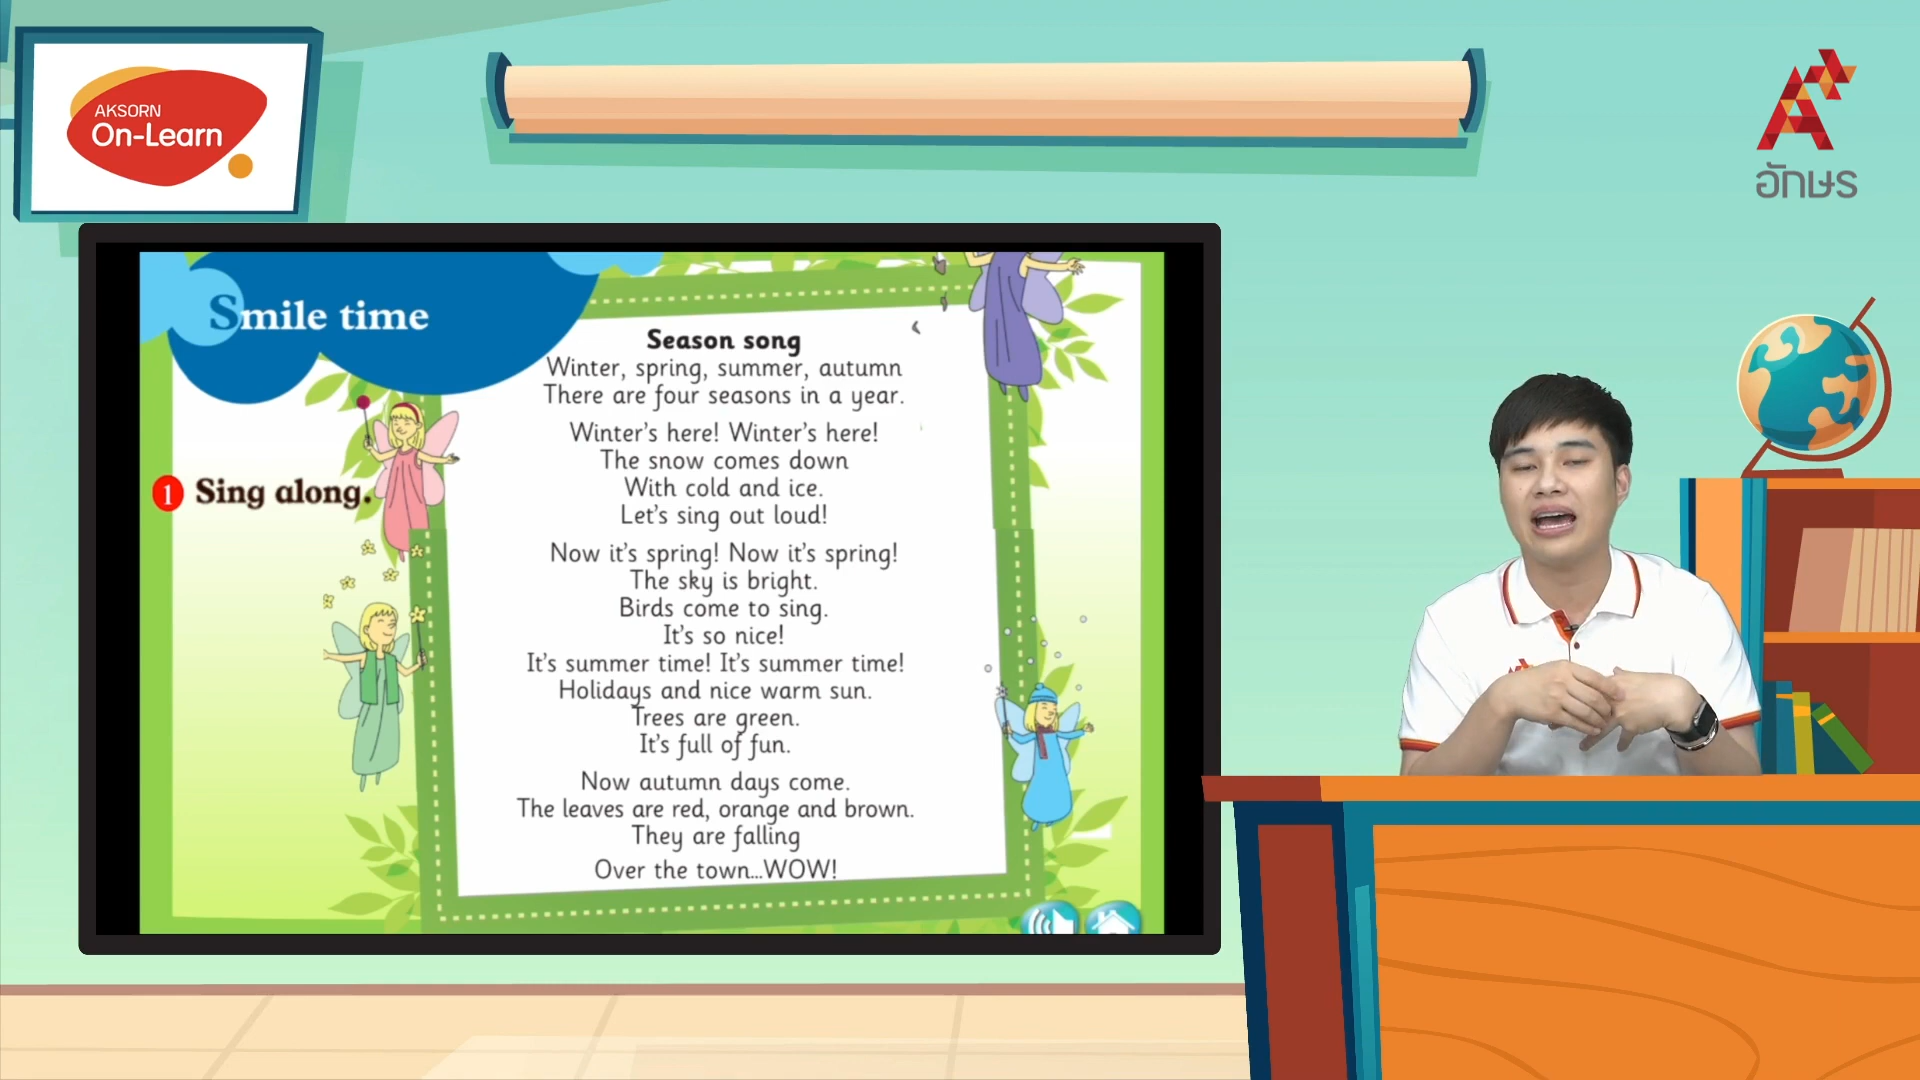 AKSORN
On-Learn
อักษร
Smile time
1 Sing along.
Season song
Winter, spring, summer, autumn
There are four seasons in a year.
Winter's here! Winter's here!
The snow comes down
With cold and ice.
Let's sing out loud!
Now it's spring! Now it's spring!
The sky is bright.
Birds come to sing.
It's so nice!
It's summer time! It's summer time!
Holidays and nice warm sun.
Trees are green.
It's full of fun.
Now autumn days come.
The leaves are red, orange and brown.
They are falling
Over the town...WOW!